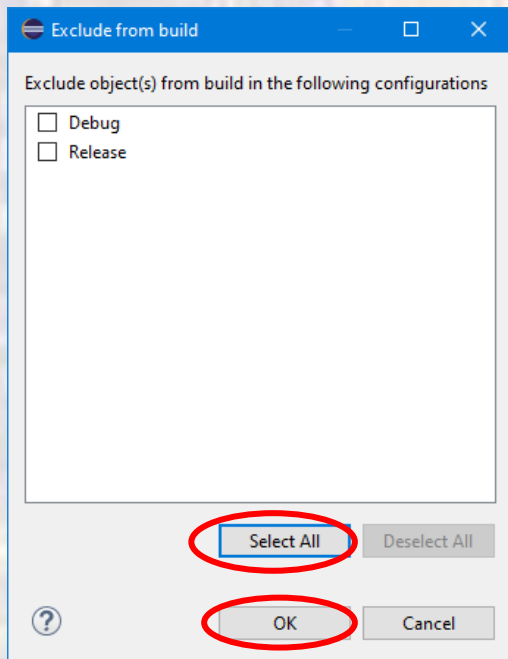 Exclude from build
Exclude object(s) from build in the following configurations
Debug
Release
Select All
Deselect All
?
OK
Cancel